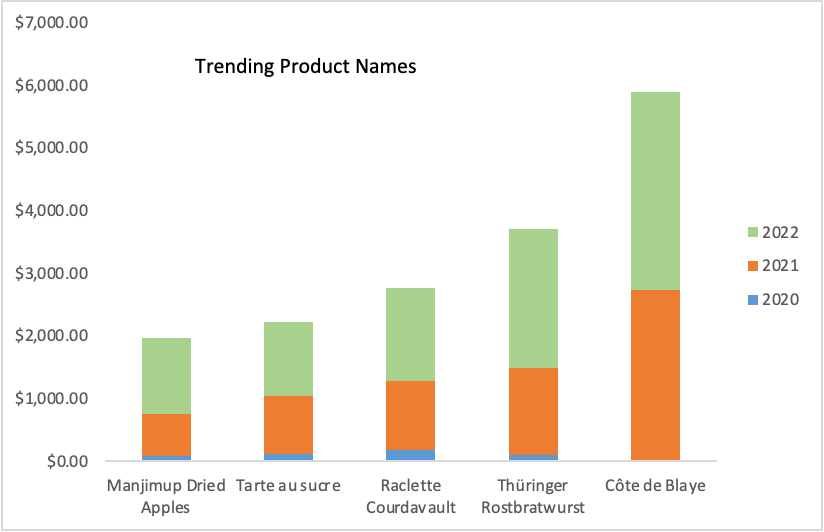 $7,000.00
Trending Product Names
$6,000.00
$5,000.00
$4,000.00
$3,000.00
$2,000.00
$1,000.00
$0.00
2022
2021
2020
Manjimup Dried Apples
Tarte au sucre
Raclette Courdavault
Thüringer Rostbratwurst
Côte de Blaye